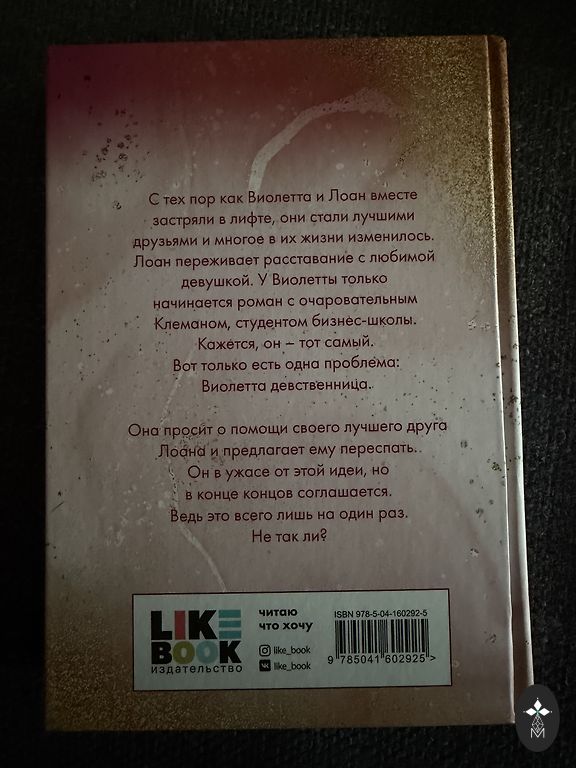 С тех пор как Виолетта и Лоан вместе
застряли в лифте, они стали лучшими
друзьями и многое в их жизни изменилось.
Лоан переживает расставание с любимой
девушкой. У Виолетты только
начинается роман с очаровательным
Клеманом, студентом бизнес-школы.
Кажется, он – тот самый.
Вот только есть одна проблема:
Виолетта девственница.
Она просит о помощи своего лучшего друга
Лоана и предлагает ему переспать.
Он в ужасе от этой идеи, но
в конце концов соглашается.
Ведь это всего лишь на один раз.
Не так ли?
LIKE
BOOK
издательство
читаю
что хочу
like_book
like_book
ISBN 978-5-04-160292-5
9 785041 602925 >
M